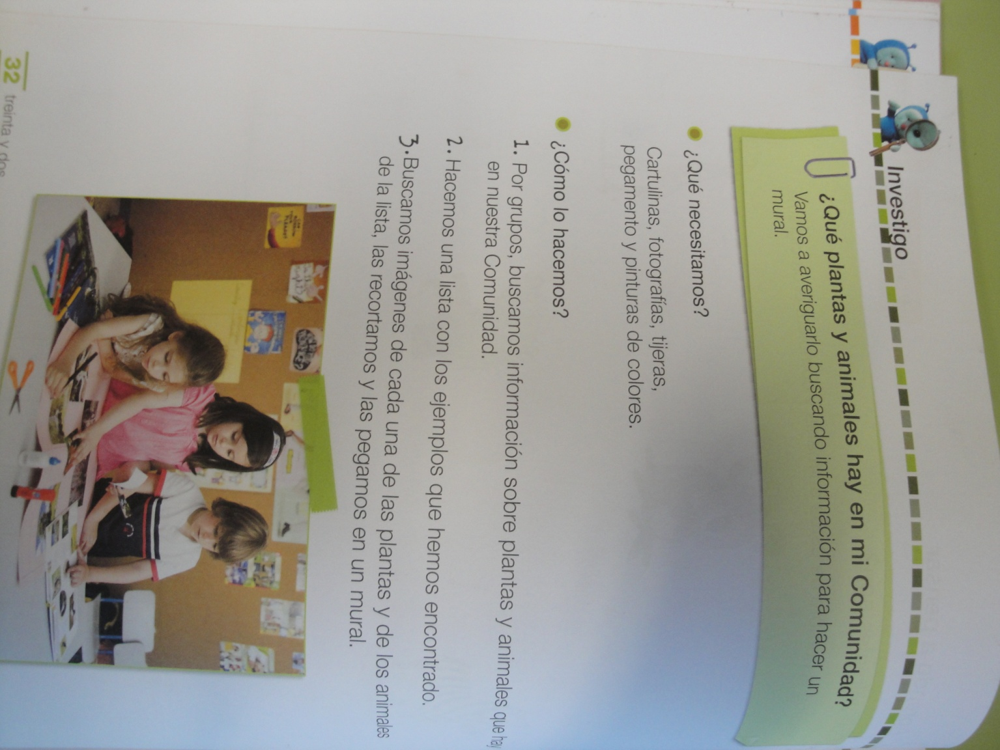 Investigo
¿Qué plantas y animales hay en mi Comunidad?
Vamos a averiguarlo buscando información para hacer un
mural.
¿Qué necesitamos?
Cartulinas, fotografías, tijeras,
pegamento y pinturas de colores.
¿Cómo lo hacemos?
1. Por grupos, buscamos información sobre plantas y animales que hay
en nuestra Comunidad.
2. Hacemos una lista con los ejemplos que hemos encontrado.
3. Buscamos imágenes de cada una de las plantas y de los animales
de la lista, las recortamos y las pegamos en un mural.
32 treinta y dos